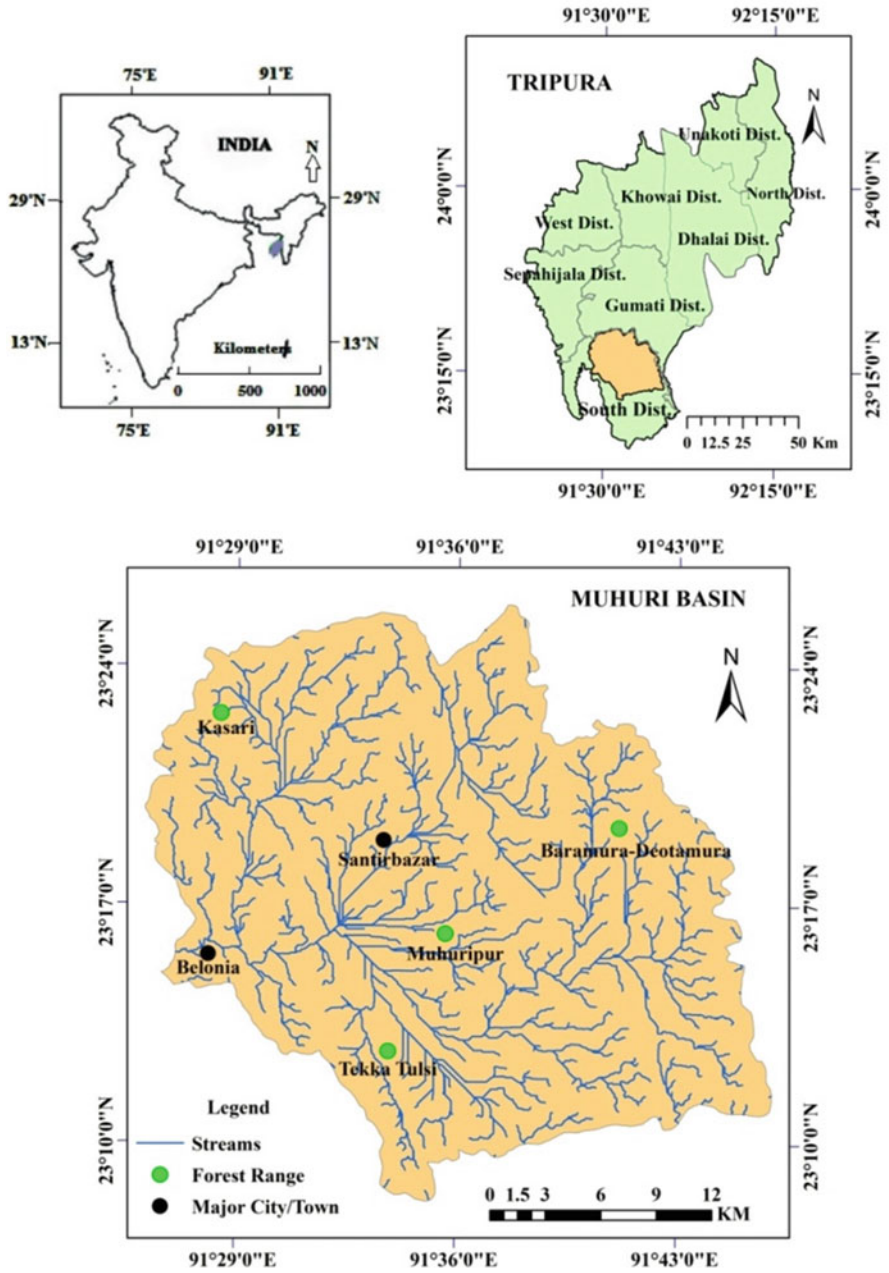 75°E 91°E
INDIA
N
29°N 29°N
13°N 13°N
Kilometers
0 500 1000
75°E 91°E
91°30'0"E 92°15'0"E
TRIPURA
N
Unakoti Dist.
24°0'0"N 24°0'0"N
Khowai Dist. North Dist.
West Dist.
Dhalai Dist.
Sepahijala Dist.
Gumati Dist.
23°15'0"N 23°15'0"N
South Dist.
0 12.5 25 50 Km
91°30'0"E 92°15'0"E
91°29'0"E 91°36'0"E 91°43'0"E
MUHURI BASIN
N
23°24'0"N 23°24'0"N
Kasari
Santirbazar
Baramura-Deotamura
23°17'0"N 23°17'0"N
Muhuripur
Belonia
Tekka Tulsi
Legend
Streams
Forest Range
Major City/Town
23°10'0"N 23°10'0"N
0 1.5 3 6 9 12
KM
91°29'0"E 91°36'0"E 91°43'0"E